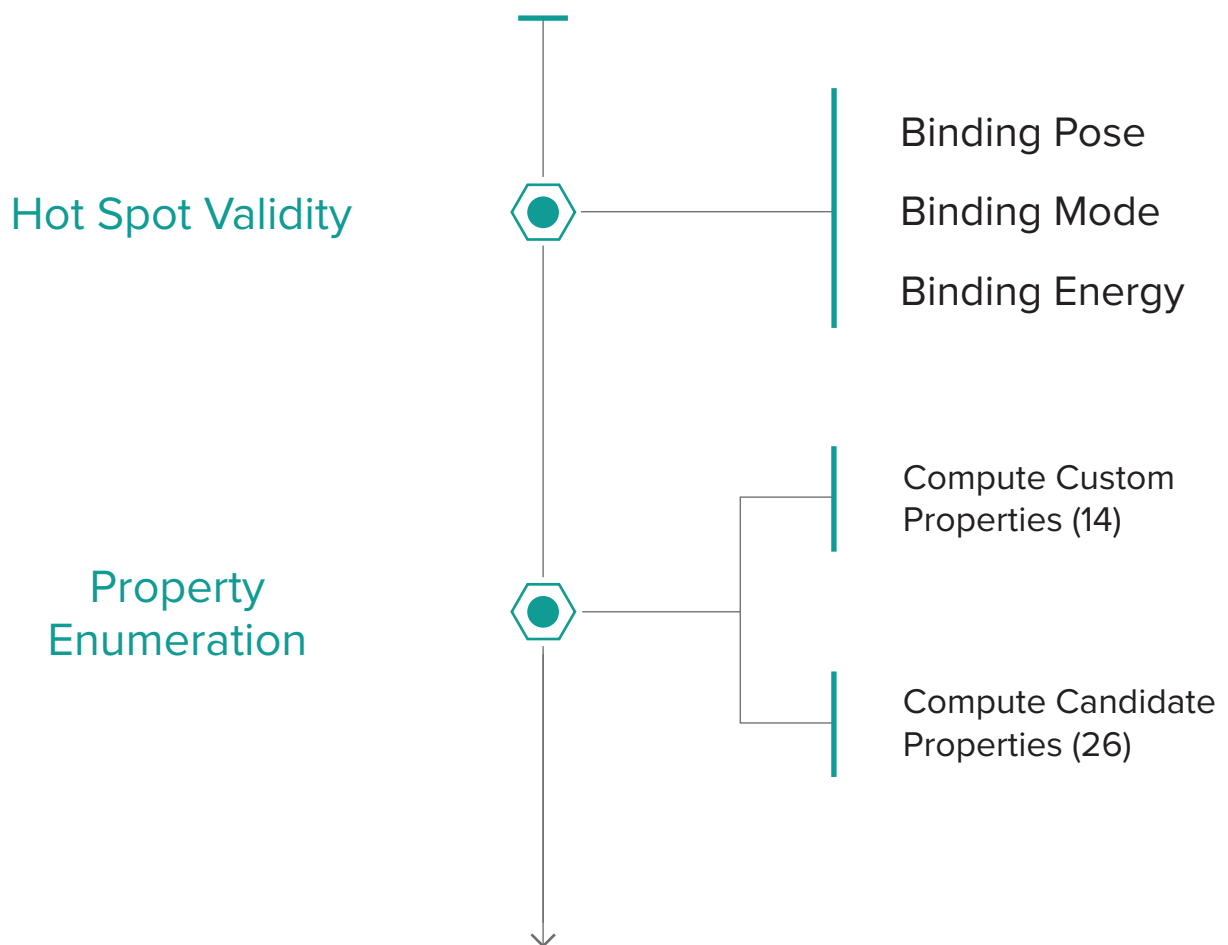 Hot Spot Validity
Binding Pose
Binding Mode
Binding Energy
Property
Enumeration
Compute Custom
Properties (14)
Compute Candidate
Properties (26)